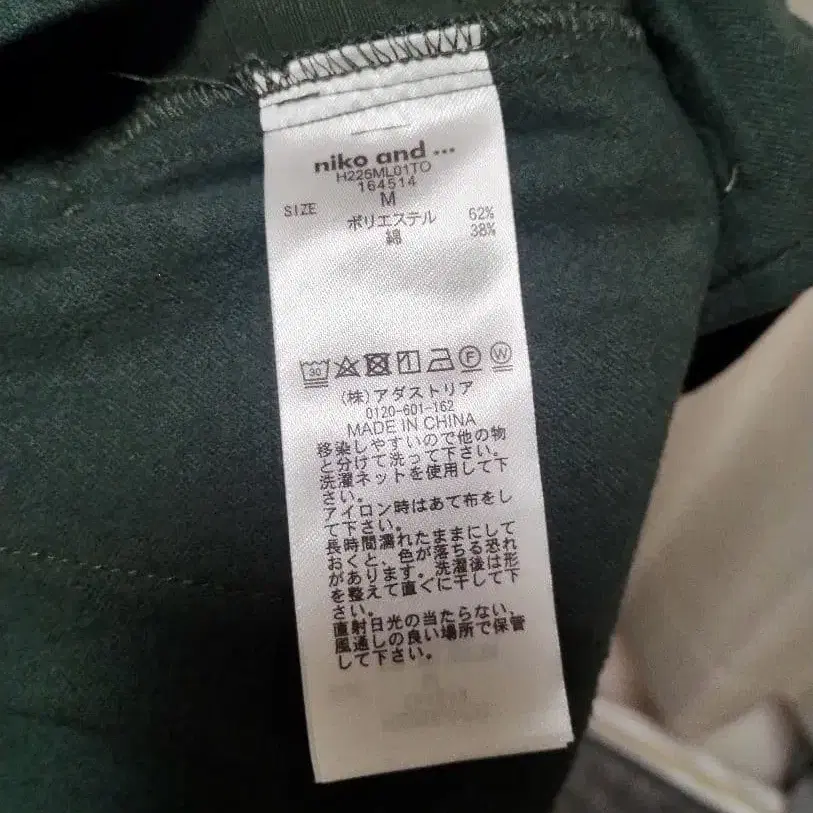 niko and ...
H225ML01TO
164514
SIZE M
ポリエステル 62%
綿 38%
30
F W
(株)アダストリア
0120-601-162
MADE IN CHINA
移染しやすいので他の物
と分けて洗って下さい。
洗濯ネットを使用して下
さい。
アイロン時はあて布をし
て下さい。
長時間濡れたままにして
おくと、色が落ちる恐れ
があります。洗濯後は形
を整えて直ぐに干して下
さい。
直射日光の当たらない、
風通しの良い場所で保管
して下さい。